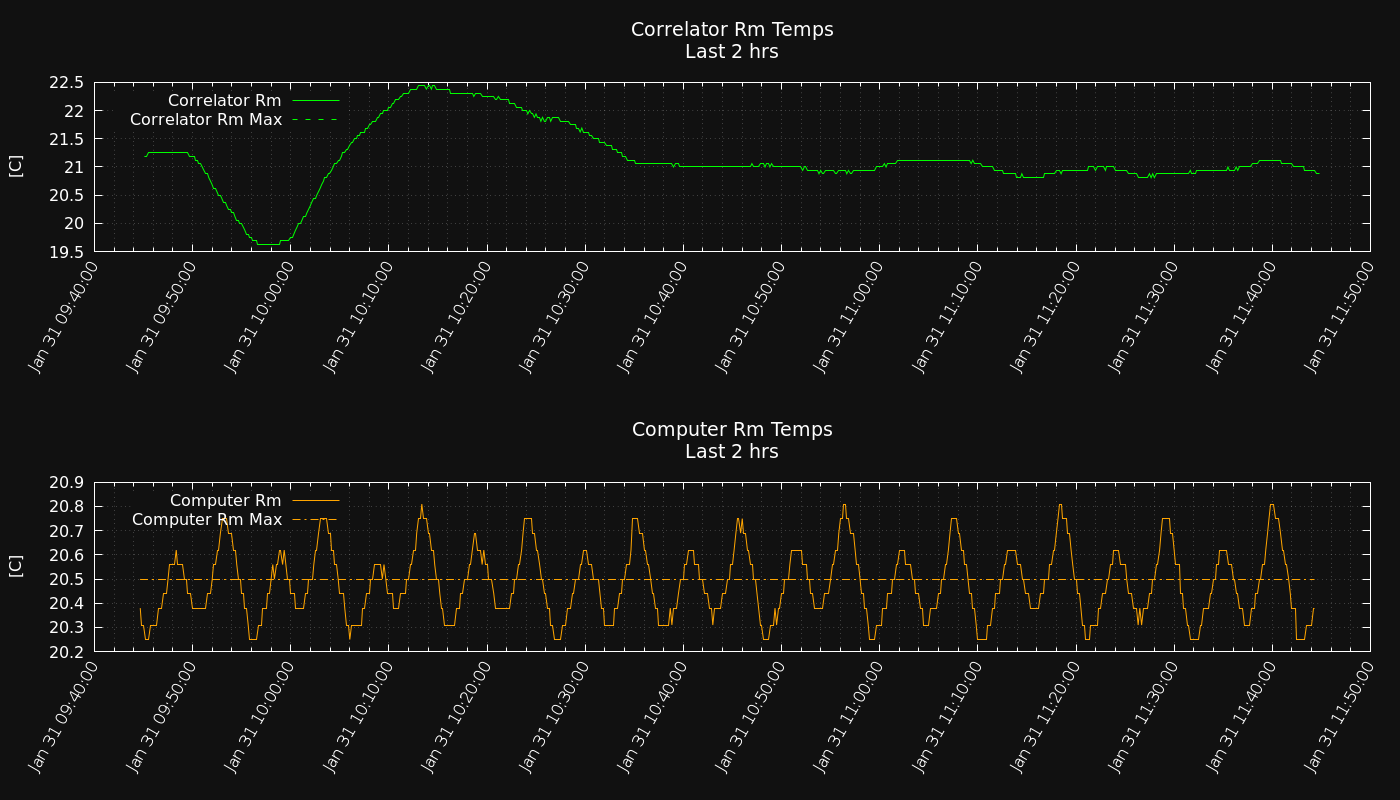 Correlator Rm Temps
Last 2 hrs
22.5
22
21.5
21
20.5
20
19.5
[C]
Correlator Rm
Correlator Rm Max
Jan 31 09:40:00
Jan 31 09:50:00
Jan 31 10:00:00
Jan 31 10:10:00
Jan 31 10:20:00
Jan 31 10:30:00
Jan 31 10:40:00
Jan 31 10:50:00
Jan 31 11:00:00
Jan 31 11:10:00
Jan 31 11:20:00
Jan 31 11:30:00
Jan 31 11:40:00
Jan 31 11:50:00
Computer Rm Temps
Last 2 hrs
20.9
20.8
20.7
20.6
20.5
20.4
20.3
20.2
[C]
Computer Rm
Computer Rm Max
Jan 31 09:40:00
Jan 31 09:50:00
Jan 31 10:00:00
Jan 31 10:10:00
Jan 31 10:20:00
Jan 31 10:30:00
Jan 31 10:40:00
Jan 31 10:50:00
Jan 31 11:00:00
Jan 31 11:10:00
Jan 31 11:20:00
Jan 31 11:30:00
Jan 31 11:40:00
Jan 31 11:50:00